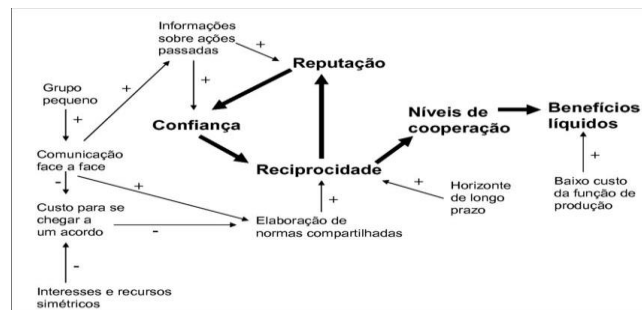 Informações
sobre ações
passadas
+
+
+
Reputação
Grupo
pequeno
+
Confiança
Níveis de
cooperação
Benefícios
líquidos
Comunicação
face a face
Reciprocidade
+
-
+
+
+
Custo para se
chegar a
um acordo
-
Elaboração de
normas compartilhadas
Horizonte
de longo
prazo
Baixo custo
da função de
produção
-
Interesses e recursos
simétricos